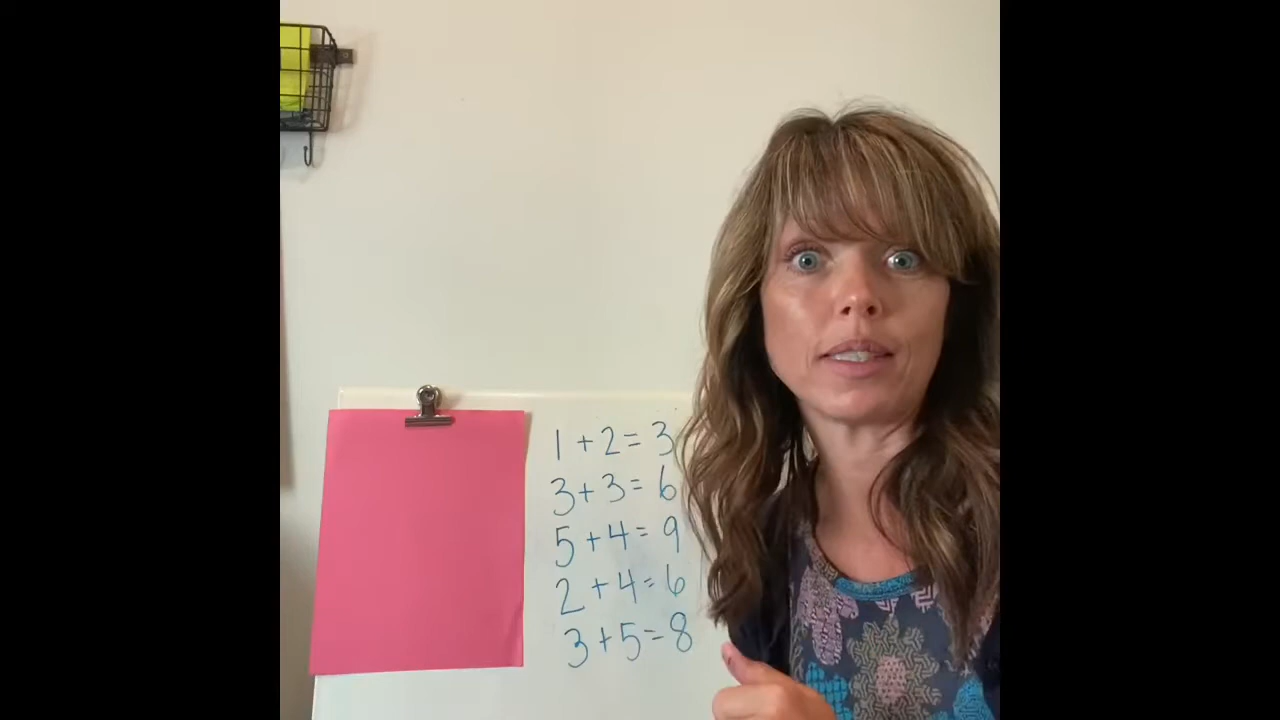 1 + 2 = 3
3 + 3 = 6
5 + 4 = 9
2 + 4 = 6
3 + 5 = 8